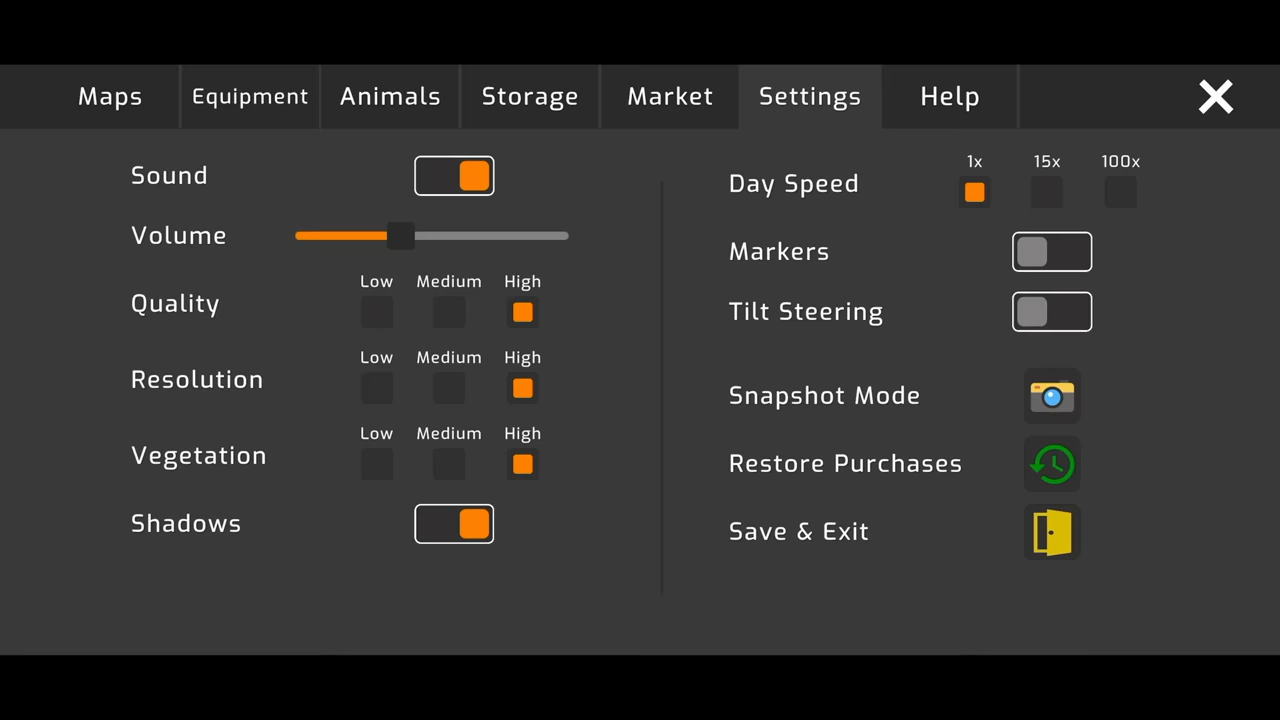 Maps Equipment Animals Storage Market Settings Help
Sound
Volume
Low Medium High
Quality
Low Medium High
Resolution
Low Medium High
Vegetation
Shadows
1x 15x 100x
Day Speed
Markers
Tilt Steering
Snapshot Mode
Restore Purchases
Save & Exit